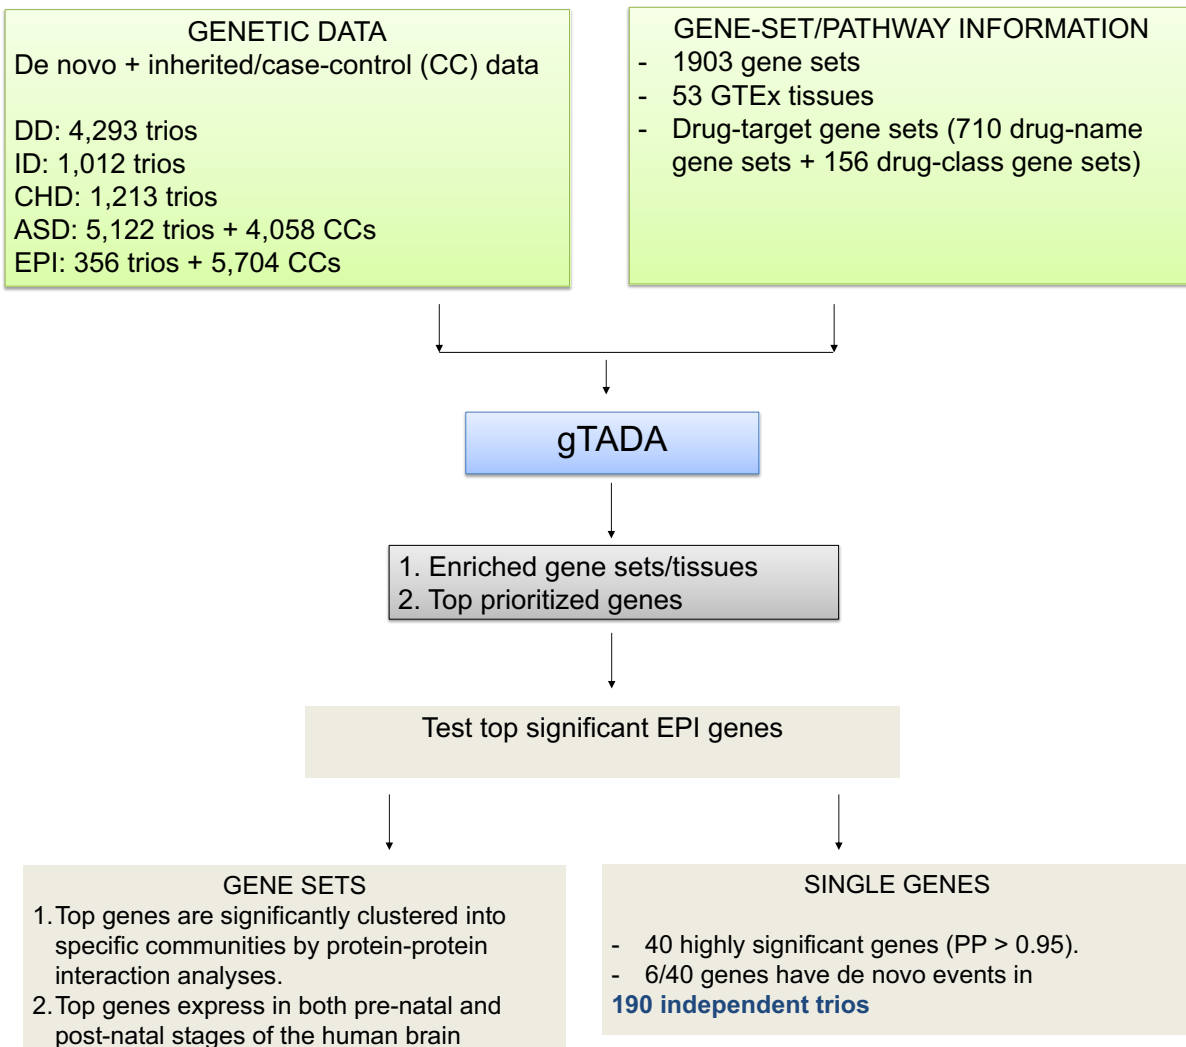 GENETIC DATA
De novo + inherited/case-control (CC) data
DD: 4,293 trios
ID: 1,012 trios
CHD: 1,213 trios
ASD: 5,122 trios + 4,058 CCs
EPI: 356 trios + 5,704 CCs
GENE-SET/PATHWAY INFORMATION
- 1903 gene sets
- 53 GTEx tissues
- Drug-target gene sets (710 drug-name
gene sets + 156 drug-class gene sets)
gTADA
1. Enriched gene sets/tissues
2. Top prioritized genes
Test top significant EPI genes
GENE SETS
1. Top genes are significantly clustered into
specific communities by protein-protein
interaction analyses.
2. Top genes express in both pre-natal and
post-natal stages of the human brain
SINGLE GENES
- 40 highly significant genes (PP > 0.95).
- 6/40 genes have de novo events in
190 independent trios